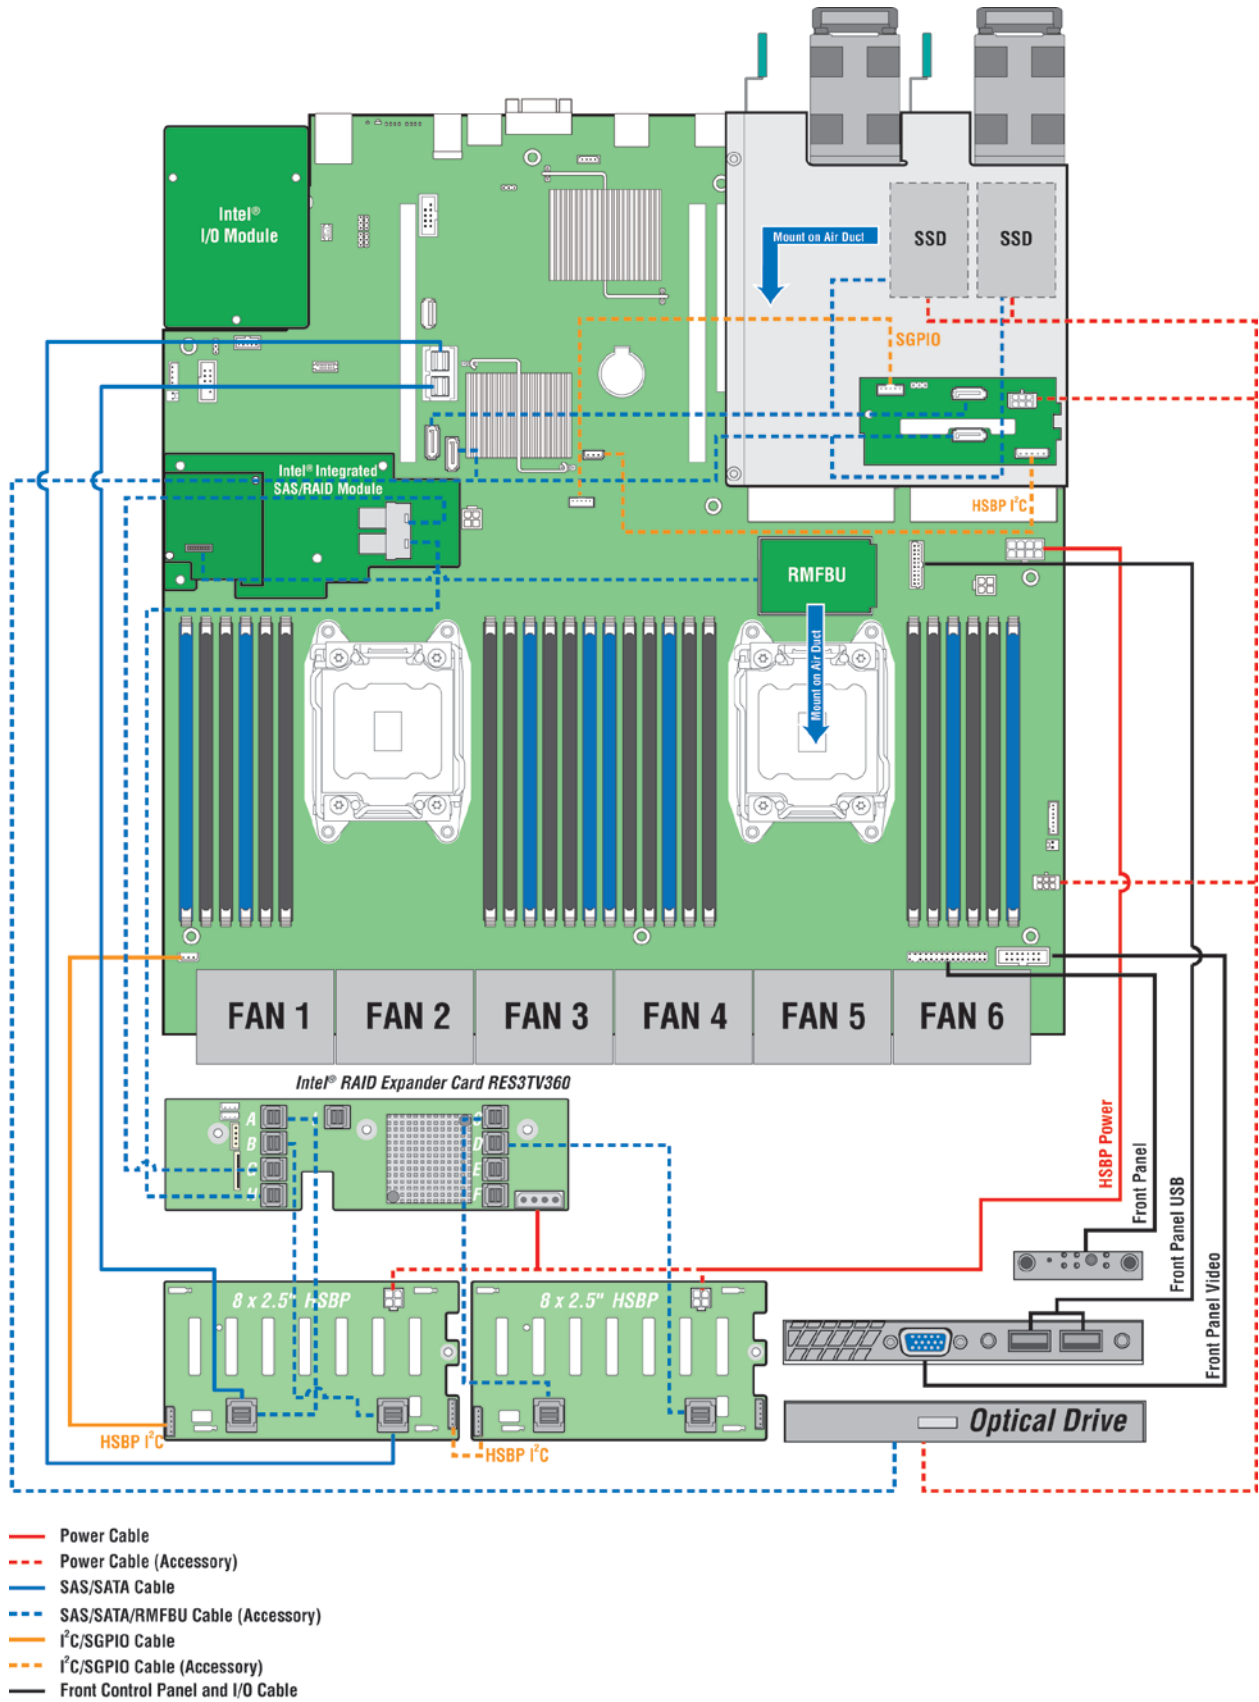 Intel®
I/O Module
Mount on Air Duct
SSD
SSD
SGPIO
Intel® Integrated
SAS/RAID Module
HSBP I²C
RMFBU
Mount on Air Duct
FAN 1
FAN 2
FAN 3
FAN 4
FAN 5
FAN 6
Intel® RAID Expander Card RES3TV360
A
B
C
H
I
D
E
F
HSBP Power
Front Panel
Front Panel USB
Front Panel Video
8 x 2.5" HSBP
8 x 2.5" HSBP
HSBP I²C
HSBP I²C
Optical Drive
Power Cable
Power Cable (Accessory)
SAS/SATA Cable
SAS/SATA/RMFBU Cable (Accessory)
I²C/SGPIO Cable
I²C/SGPIO Cable (Accessory)
Front Control Panel and I/O Cable